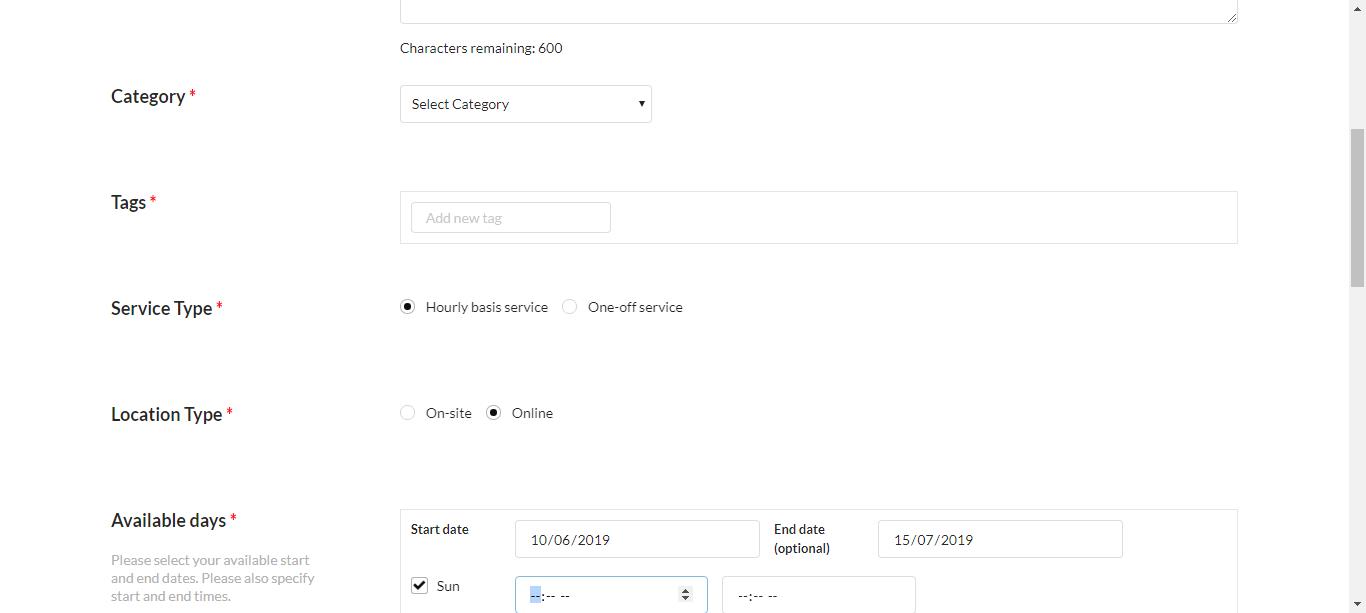 Characters remaining: 600
Category *
Select Category
Tags *
Add new tag
Service Type *
Hourly basis service
One-off service
Location Type *
On-site
Online
Available days *
Please select your available start
and end dates. Please also specify
start and end times.
Start date
10/06/2019
End date
(optional)
15/07/2019
Sun
--:-- --
--:-- --